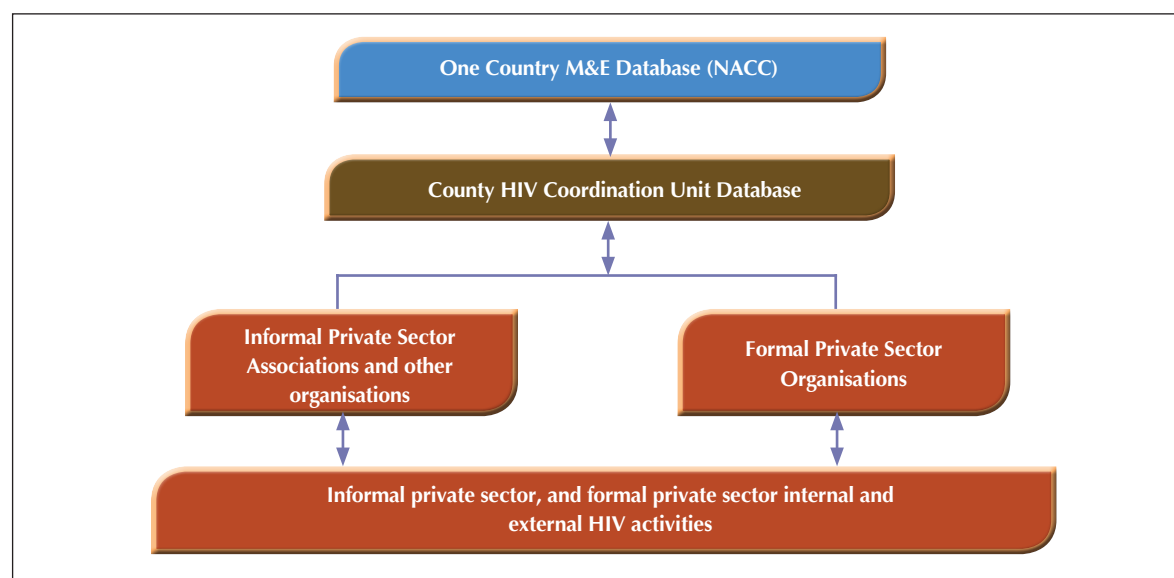 One Country M&E Database (NACC)
County HIV Coordination Unit Database
Informal Private Sector
Associations and other
organisations
Formal Private Sector
Organisations
Informal private sector, and formal private sector internal and
external HIV activities